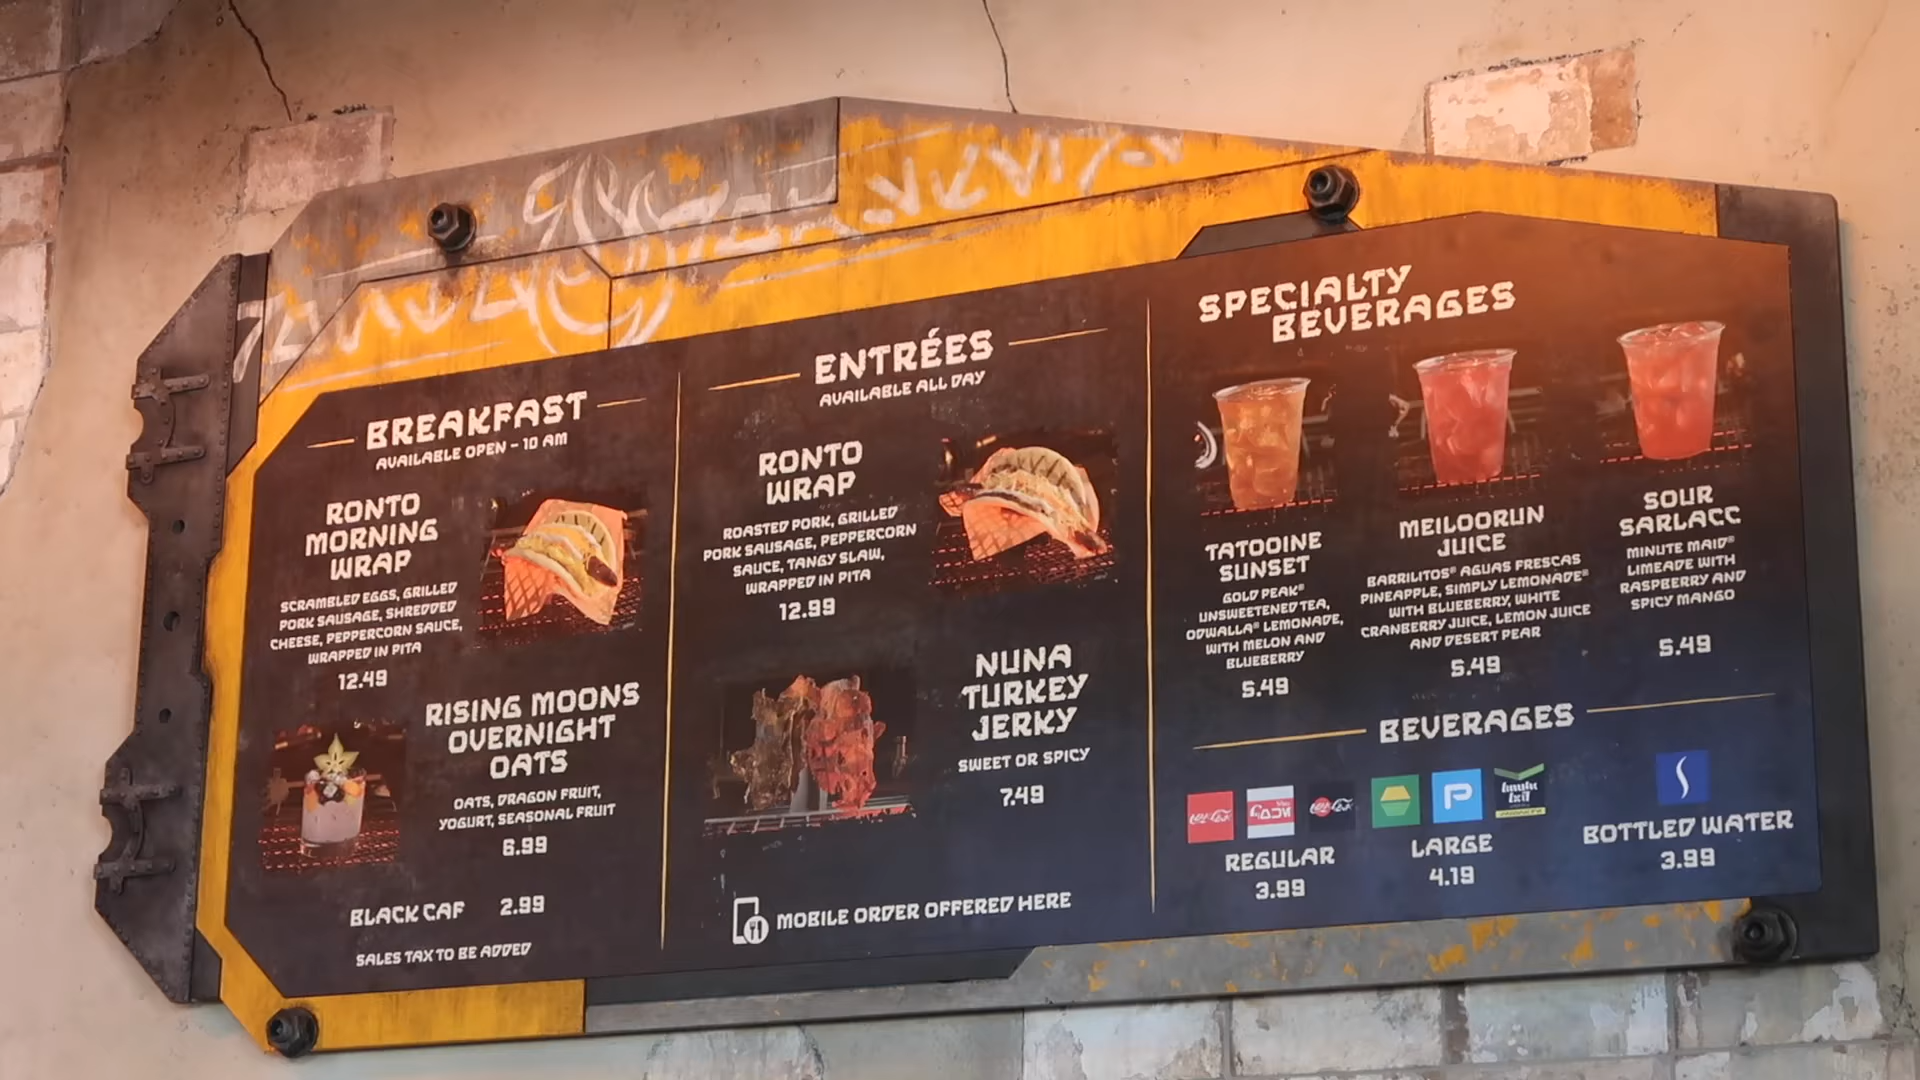 BREAKFAST
AVAILABLE OPEN - 10 AM
RONTO
MORNING
WRAP
SCRAMBLED EGGS, GRILLED
PORK SAUSAGE, SHREDDED
CHEESE, PEPPERCORN SAUCE,
WRAPPED IN PITA
12.49
RISING MOONS
OVERNIGHT
OATS
OATS, DRAGON FRUIT,
YOGURT, SEASONAL FRUIT
6.99
BLACK CAF 2.99
SALES TAX TO BE ADDED
ENTRÉES
AVAILABLE ALL DAY
RONTO
WRAP
ROASTED PORK, GRILLED
PORK SAUSAGE, PEPPERCORN
SAUCE, TANGY SLAW,
WRAPPED IN PITA
12.99
NUNA
TURKEY
JERKY
SWEET OR SPICY
7.49
MOBILE ORDER OFFERED HERE
SPECIALTY
BEVERAGES
TATOOINE
SUNSET
GOLD PEAK®
UNSWEETENED TEA,
ODWALLA® LEMONADE,
WITH MELON AND
BLUEBERRY
5.49
MEILOORUN
JUICE
BARRILITOS® AGUAS FRESCAS
PINEAPPLE, SIMPLY LEMONADE®
WITH BLUEBERRY, WHITE
CRANBERRY JUICE, LEMON JUICE
AND DESERT PEAR
5.49
SOUR
SARLACC
MINUTE MAID®
LIMEADE WITH
RASPBERRY AND
SPICY MANGO
5.49
BEVERAGES
REGULAR
3.99
LARGE
4.19
BOTTLED WATER
3.99